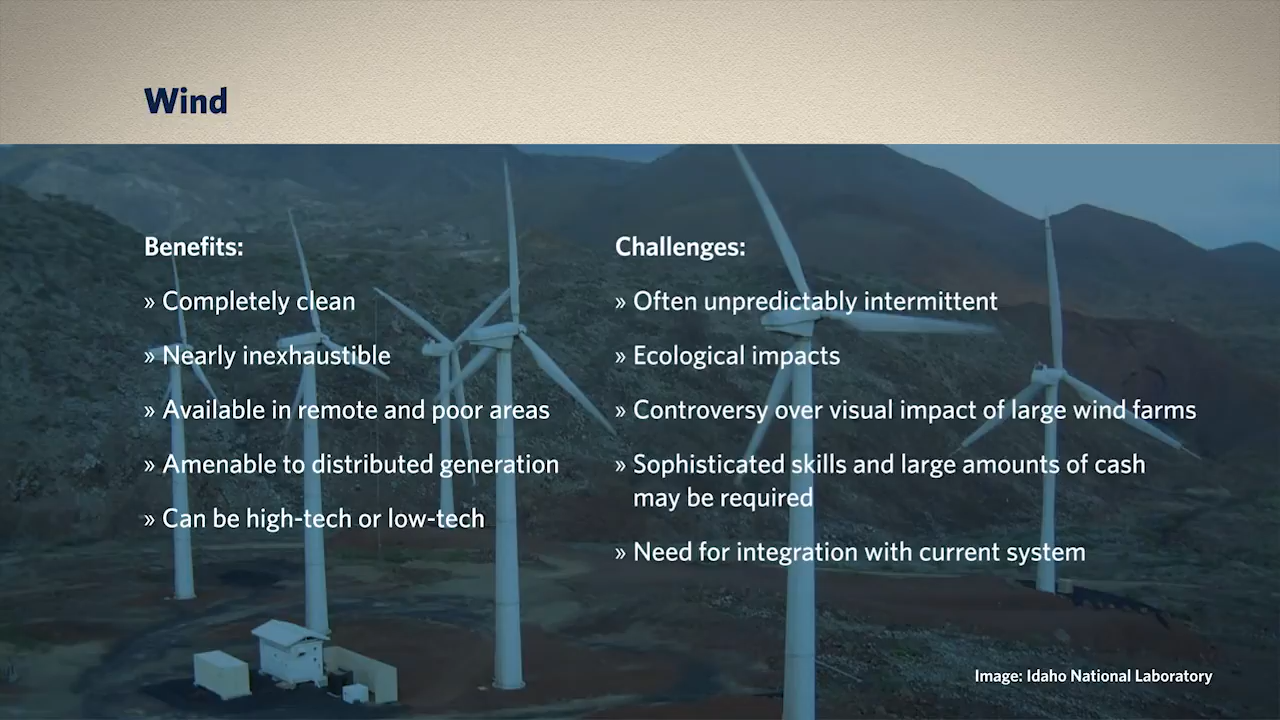 Wind
Benefits:
» Completely clean
» Nearly inexhaustible
» Available in remote and poor areas
» Amenable to distributed generation
» Can be high-tech or low-tech
Challenges:
» Often unpredictably intermittent
» Ecological impacts
» Controversy over visual impact of large wind farms
» Sophisticated skills and large amounts of cash
may be required
» Need for integration with current system
Image: Idaho National Laboratory